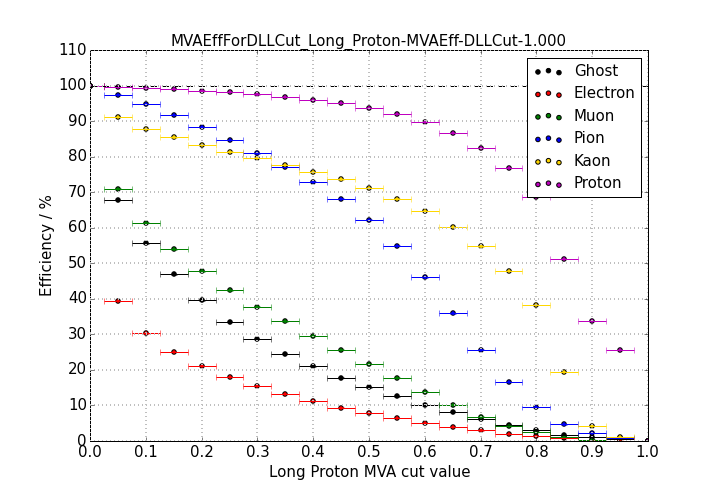 MVAEffForDLLCut_Long_Proton-MVAEff-DLLCut-1.000
110
100
90
80
70
60
50
40
30
20
10
0
Efficiency / %
Ghost
Electron
Muon
Pion
Kaon
Proton
0.0 0.1 0.2 0.3 0.4 0.5 0.6 0.7 0.8 0.9 1.0
Long Proton MVA cut value